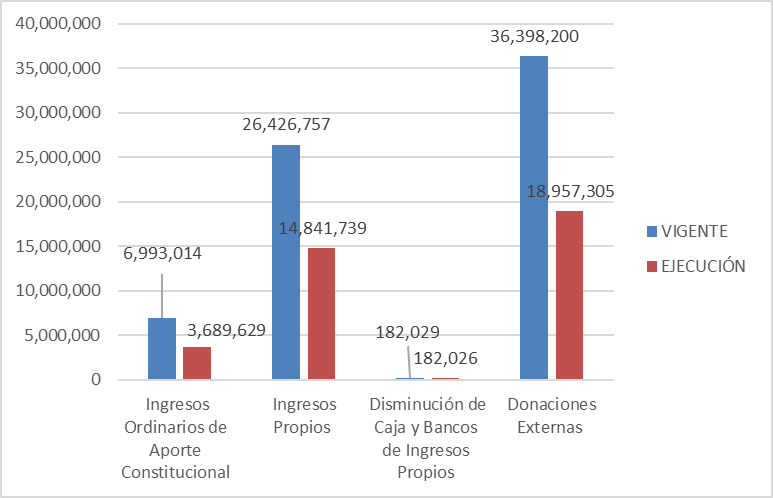 40,000,000
35,000,000
30,000,000
25,000,000
20,000,000
15,000,000
10,000,000
5,000,000
0
6,993,014
3,689,629
26,426,757
14,841,739
182,029
182,026
36,398,200
18,957,305
Ingresos
Ordinarios de
Aporte
Constitucional
Ingresos
Propios
Disminución de
Caja y Bancos
de Ingresos
Propios
Donaciones
Externas
VIGENTE
EJECUCIÓN